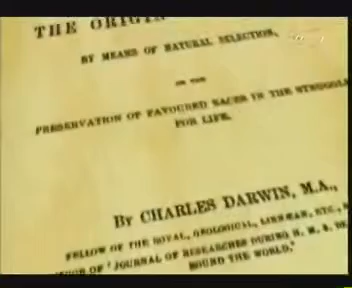 THE ORIGIN
BY MEANS OF NATURAL SELECTION,
OR THE
PRESERVATION OF FAVOURED RACES IN THE STRUGGLE
FOR LIFE.
BY CHARLES DARWIN, M.A.,
FELLOW OF THE ROYAL, GEOLOGICAL, LINNÆAN, ETC.,
OF 'JOURNAL OF RESEARCHES DURING H. M. S.
ROUND THE WORLD.'